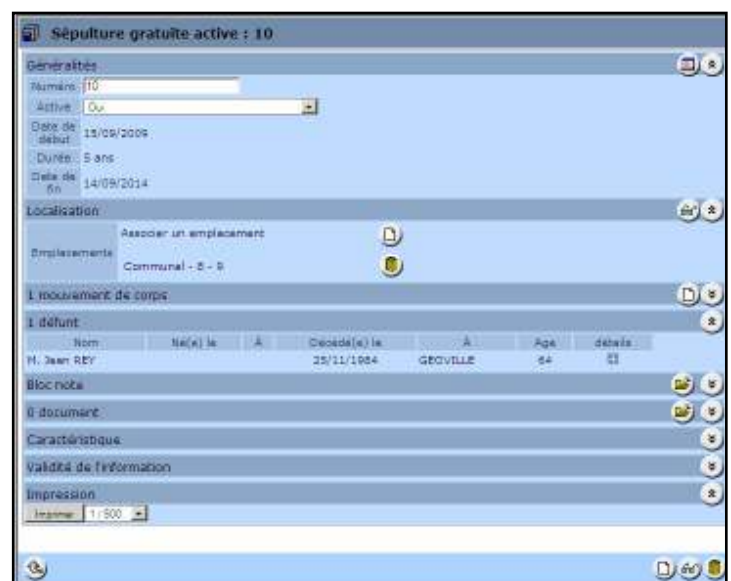 Sépulture gratuite active : 10
Généralités
Numéro 10
Active Oui
Date de début 15/09/2009
Durée 5 ans
Date de fin 14/09/2014
Localisation
Associer un emplacement
Emplacements
Communal - 8 - 9
1 mouvement de corps
1 défunt
Nom Né(e) le À Décédé(e) le À Age détails
M. Jean REY 25/11/1984 GEOVILLE 64
Bloc note
0 document
Caractéristique
Validité de l'information
Impression
Imprimer 1/500